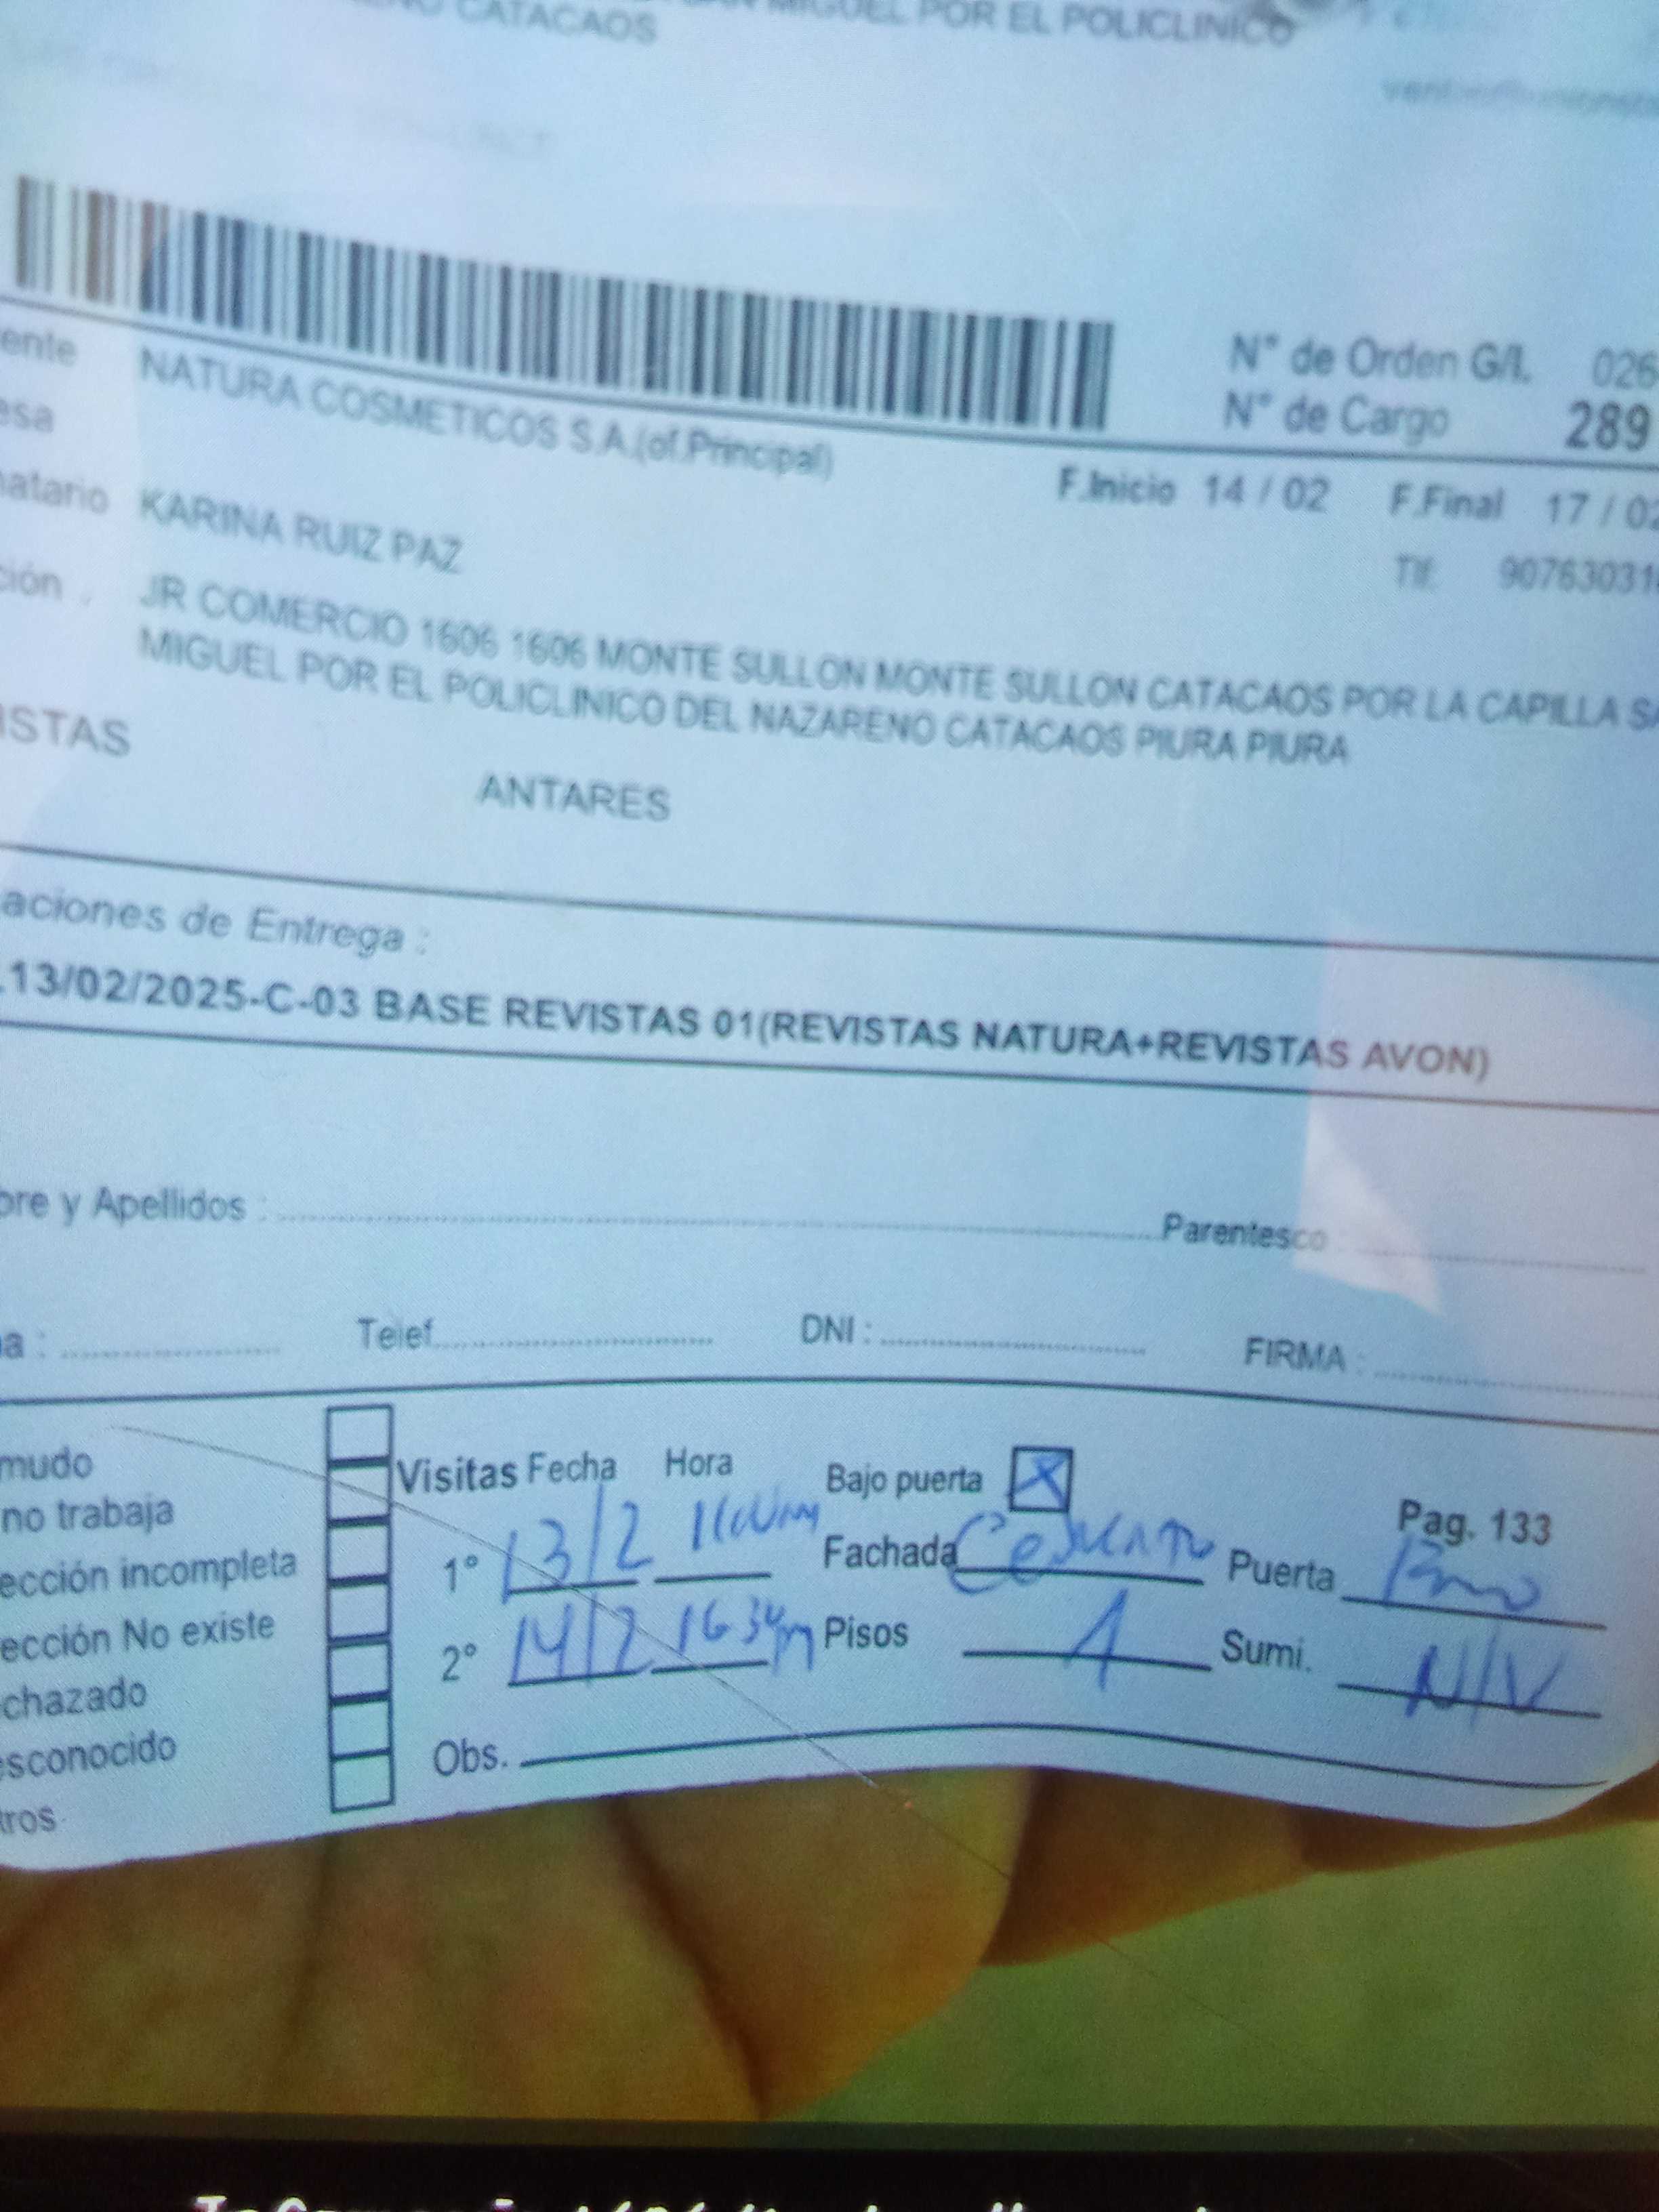 CATACAOS
MIGUEL POR EL POLICLINICO
N° de Orden G/I. 026
N° de Cargo 289
ente NATURA COSMETICOS S.A.(of.Principal)
esa
F.Inicio 14 / 02 F.Final 17 / 02
natario KARINA RUIZ PAZ
Tlf. 90763031
ción . JR COMERCIO 1606 1606 MONTE SULLON MONTE SULLON CATACAOS POR LA CAPILLA SA
MIGUEL POR EL POLICLINICO DEL NAZARENO CATACAOS PIURA PIURA
ISTAS
ANTARES
aciones de Entrega :
.13/02/2025-C-03 BASE REVISTAS 01(REVISTAS NATURA+REVISTAS AVON)
bre y Apellidos : Parentesco :
a : Telef. DNI : FIRMA :
mudo
no trabaja
ección incompleta
ección No existe
chazado
esconocido
tros
Visitas Fecha Hora Bajo puerta X
Pag. 133
1° 13/2 Fachada Puerta
2° 14/2 Pisos 1 Sumi. N/V
Obs.